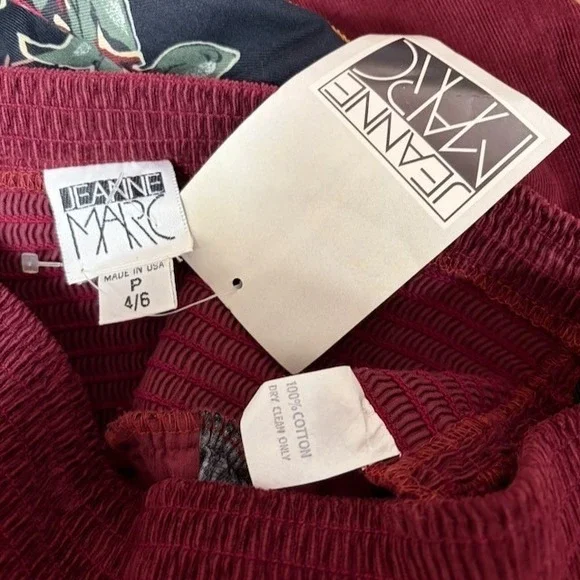 JEANNE
MARC
JEANNE
MARC
MADE IN USA
P
4/6
100% COTTON
DRY CLEAN ONLY